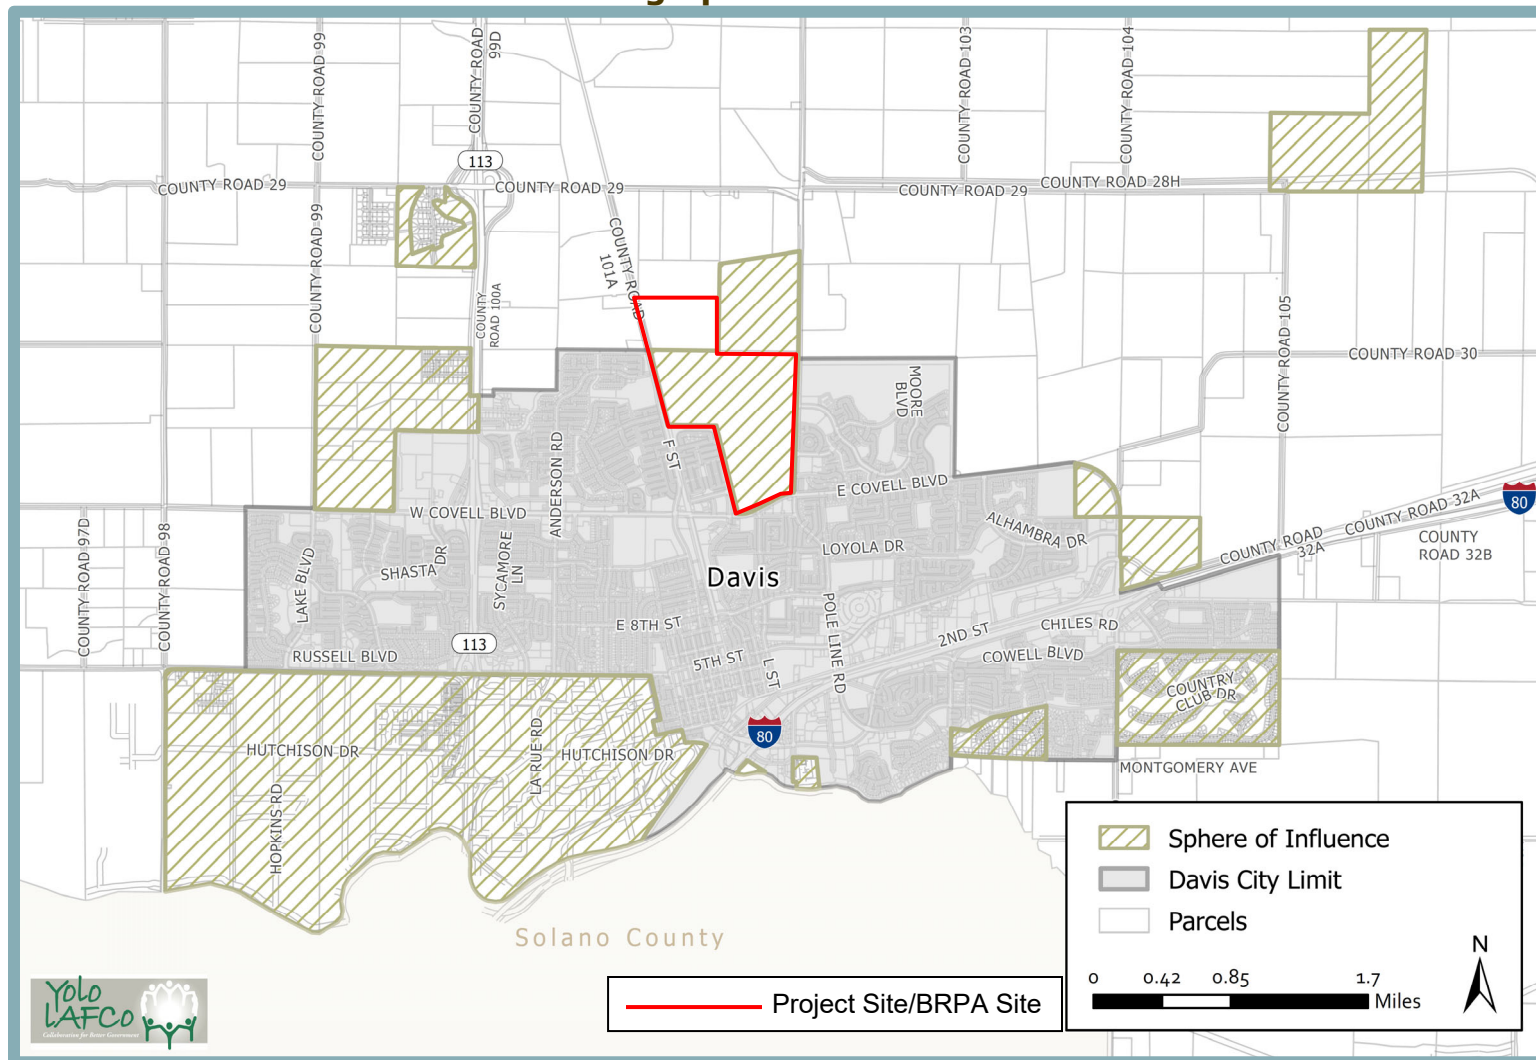 COUNTY ROAD 99
COUNTY ROAD
99D
COUNTY ROAD 103
COUNTY ROAD 104
113
COUNTY ROAD 29
COUNTY ROAD 29
COUNTY ROAD 29
COUNTY ROAD 28H
COUNTY ROAD 99
COUNTY ROAD
101A
COUNTY
ROAD 100A
COUNTY ROAD 105
COUNTY ROAD 30
MOORE
BLVD
F ST
ANDERSON RD
E COVELL BLVD
W COVELL BLVD
COUNTY ROAD 97D
COUNTY ROAD 98
LAKE BLVD
SHASTA DR
SYCAMORE
LN
LOYOLA DR
ALHAMBRA DR
COUNTY ROAD
32A
COUNTY ROAD 32A
80
COUNTY
ROAD 32B
Davis
POLE LINE RD
E 8TH ST
113
RUSSELL BLVD
5TH ST
L ST
2ND ST
CHILES RD
COWELL BLVD
COUNTRY
CLUB DR
80
HUTCHISON DR
LA RUE RD
HUTCHISON DR
HOPKINS RD
MONTGOMERY AVE
Solano County
Sphere of Influence
Davis City Limit
Parcels
N
0 0.42 0.85 1.7
Miles
Project Site/BRPA Site
Yolo
LAFCo
Collaboration for Better Government